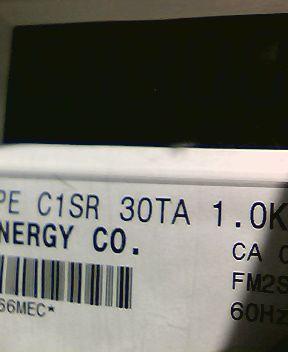 PE C1SR 30TA 1.0K
NERGY CO.
CA
FM2S
60Hz
66MEC*